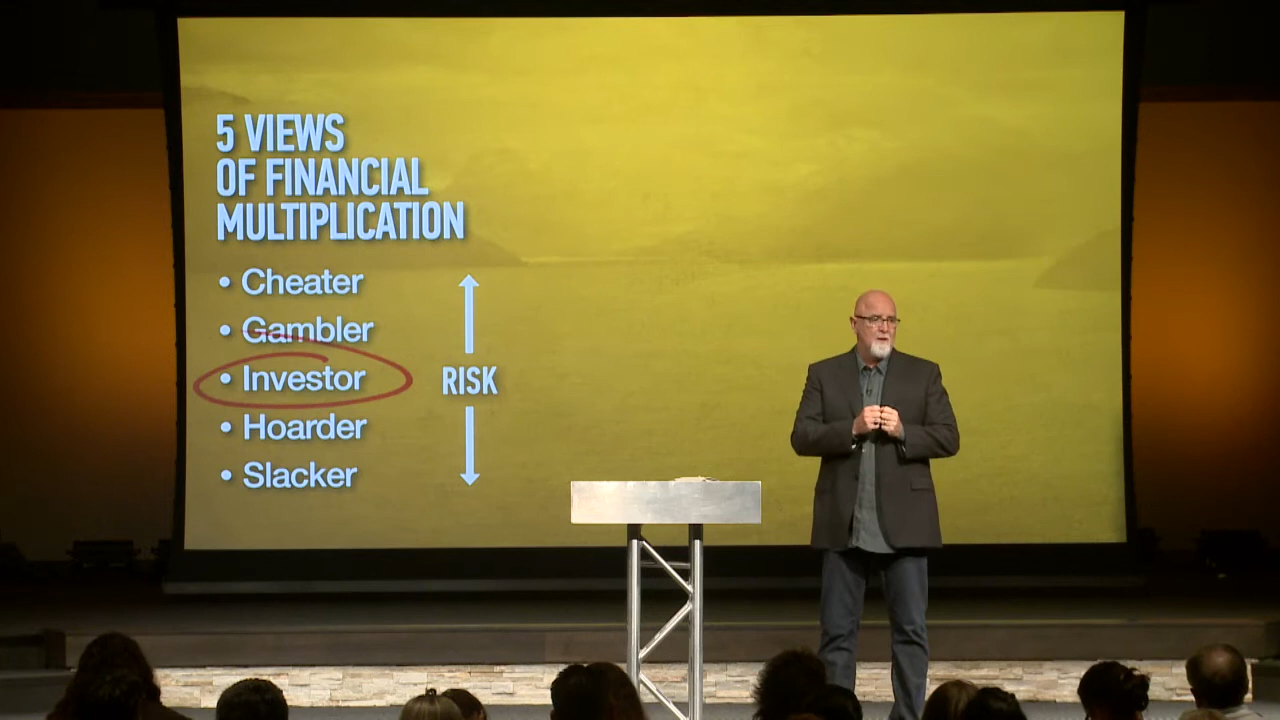 5 VIEWS
OF FINANCIAL
MULTIPLICATION
• Cheater
• Gambler
• Investor
• Hoarder
• Slacker
RISK